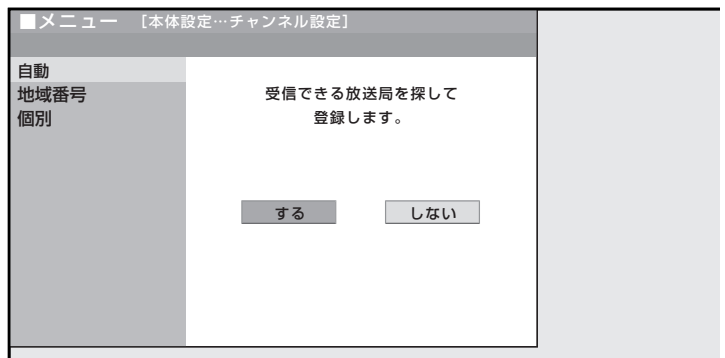 ■メニュー [本体設定…チャンネル設定]
自動
地域番号
個別
受信できる放送局を探して
登録します。
する しない